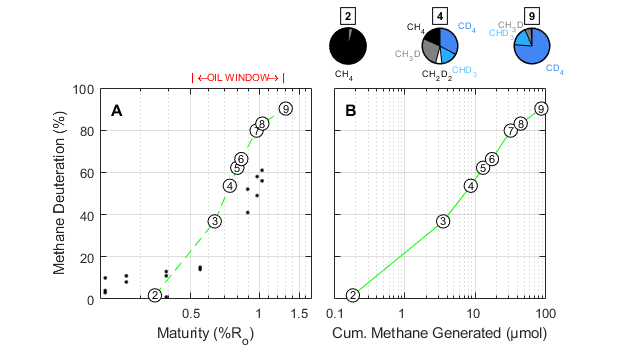 2
4
9
CH4
CH4
CD4
CH3D
CHD3
CH2D2
CH3D
CHD3
CD4
OIL WINDOW
A
B
Methane Deuteration (%)
100
80
60
40
20
0
2
3
4
5
6
7
8
9
2
3
4
5
6
7
8
9
0.5
1
1.5
0.1
1
10
100
Maturity (%Ro)
Cum. Methane Generated (μmol)